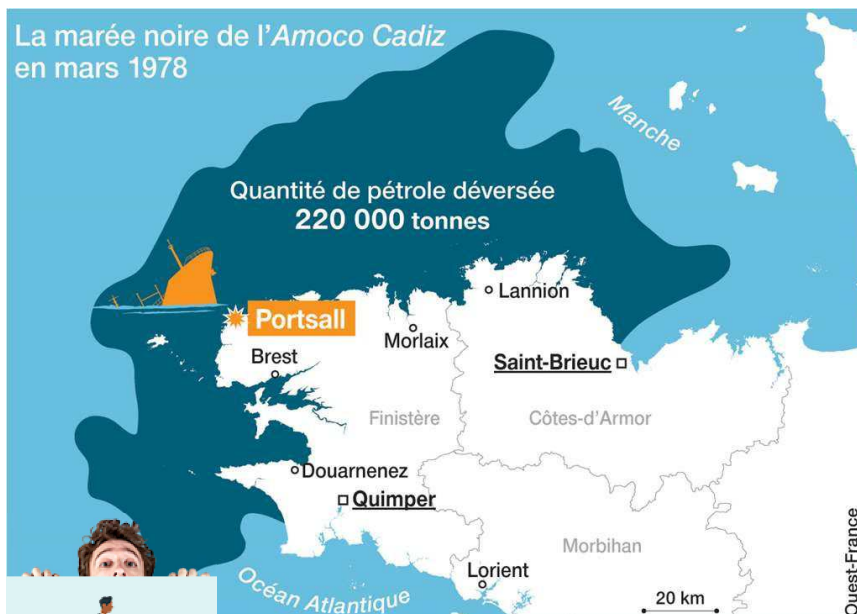 La marée noire de l'Amoco Cadiz
en mars 1978
Manche
Quantité de pétrole déversée
220 000 tonnes
Lannion
Portsall
Morlaix
Brest
Saint-Brieuc
Finistère
Côtes-d'Armor
Douarnenez
Quimper
Morbihan
Lorient
Océan Atlantique
20 km
Ouest-France